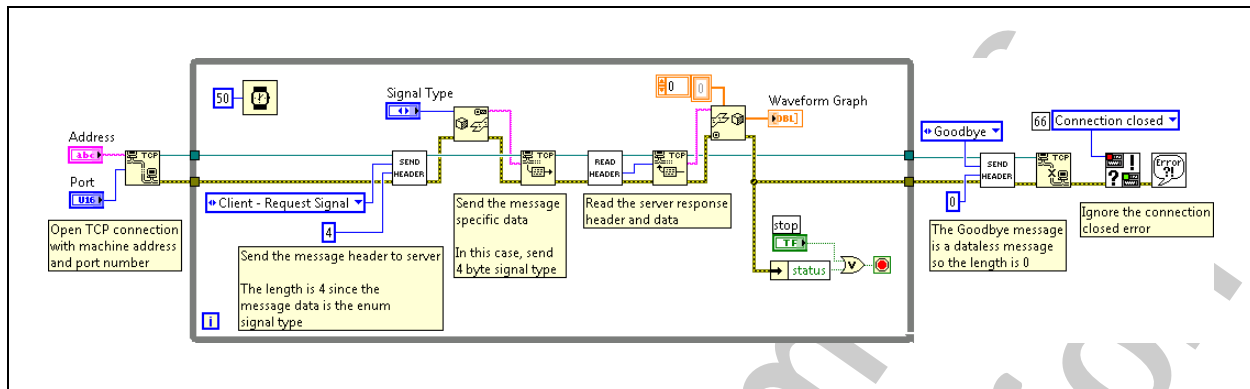 50
Signal Type
0
0
Waveform Graph
DBL
Address
abc
Port
U16
TCP
SEND
HEADER
TCP
READ
HEADER
TCP
Goodbye
66
Connection closed
SEND
HEADER
TCP
Error
?!
!
?
Client - Request Signal
4
0
Open TCP connection
with machine address
and port number
Send the message header to server
The length is 4 since the
message data is the enum
signal type
Send the message
specific data
In this case, send
4 byte signal type
Read the server response
header and data
stop
TF
status
V
The Goodbye message
is a dataless message
so the length is 0
Ignore the connection
closed error
i